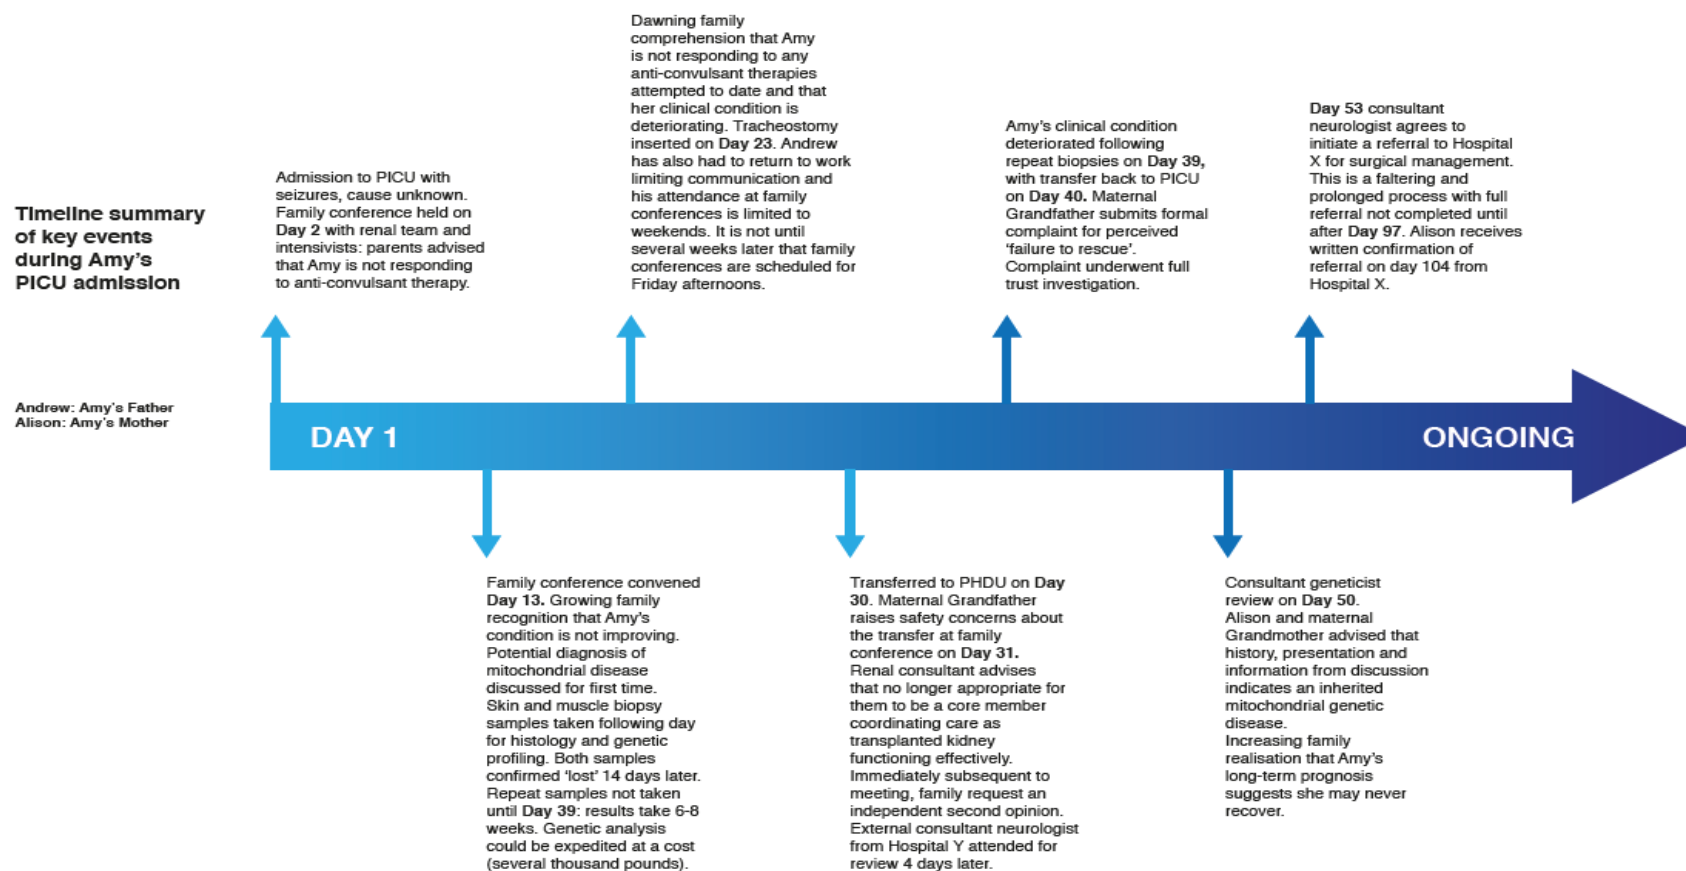 Timeline summary
of key events
during Amy's
PICU admission
Andrew: Amy's Father
Alison: Amy's Mother
Admission to PICU with
seizures, cause unknown.
Family conference held on
Day 2 with renal team and
intensivists: parents advised
that Amy is not responding
to anti-convulsant therapy.
Dawning family
comprehension that Amy
is not responding to any
anti-convulsant therapies
attempted to date and that
her clinical condition is
deteriorating. Tracheostomy
inserted on Day 23. Andrew
has also had to return to work
limiting communication and
his attendance at family
conferences is limited to
weekends. It is not until
several weeks later that family
conferences are scheduled for
Friday afternoons.
Amy's clinical condition
deteriorated following
repeat biopsies on Day 39,
with transfer back to PICU
on Day 40. Maternal
Grandfather submits formal
complaint for perceived
'failure to rescue'.
Complaint underwent full
trust investigation.
Day 53 consultant
neurologist agrees to
initiate a referral to Hospital
X for surgical management.
This is a faltering and
prolonged process with full
referral not completed until
after Day 97. Alison receives
written confirmation of
referral on day 104 from
Hospital X.
DAY 1
ONGOING
Family conference convened
Day 13. Growing family
recognition that Amy's
condition is not improving.
Potential diagnosis of
mitochondrial disease
discussed for first time.
Skin and muscle biopsy
samples taken following day
for histology and genetic
profiling. Both samples
confirmed 'lost' 14 days later.
Repeat samples not taken
until Day 39: results take 6-8
weeks. Genetic analysis
could be expedited at a cost
(several thousand pounds).
Transferred to PHDU on Day
30. Maternal Grandfather
raises safety concerns about
the transfer at family
conference on Day 31.
Renal consultant advises
that no longer appropriate for
them to be a core member
coordinating care as
transplanted kidney
functioning effectively.
Immediately subsequent to
meeting, family request an
independent second opinion.
External consultant neurologist
from Hospital Y attended for
review 4 days later.
Consultant geneticist
review on Day 50.
Alison and maternal
Grandmother advised that
history, presentation and
information from discussion
indicates an inherited
mitochondrial genetic
disease.
Increasing family
realisation that Amy's
long-term prognosis
suggests she may never
recover.